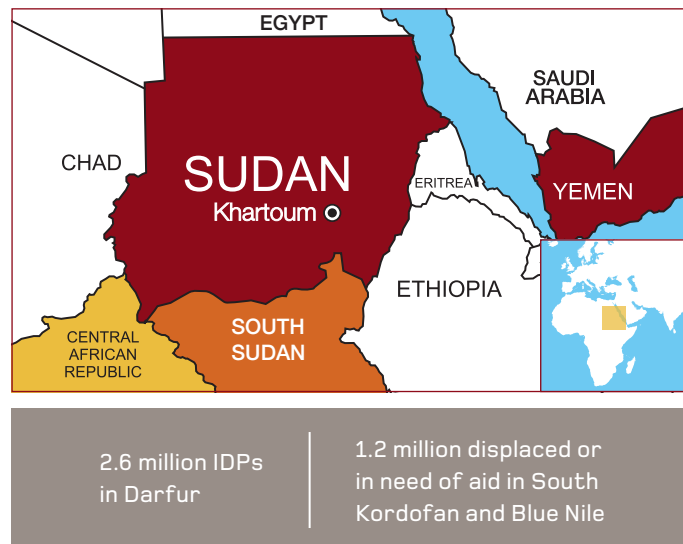 EGYPT
SAUDI
ARABIA
CHAD
SUDAN
Khartoum
ERITREA
YEMEN
ETHIOPIA
SOUTH
SUDAN
CENTRAL
AFRICAN
REPUBLIC
2.6 million IDPs
in Darfur
1.2 million displaced or
in need of aid in South
Kordofan and Blue Nile